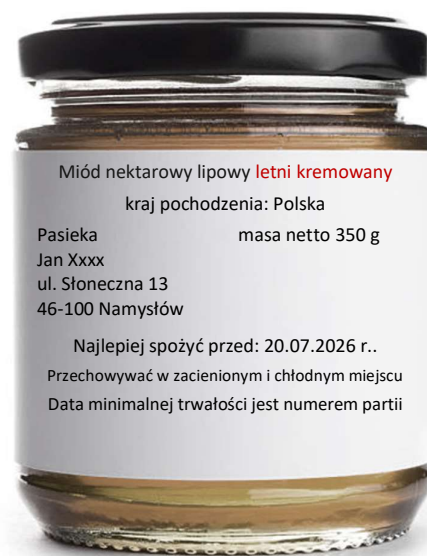 Miód nektarowy lipowy letni kremowany
kraj pochodzenia: Polska
Pasieka masa netto 350 g
Jan Xxxx
ul. Słoneczna 13
46-100 Namysłów
Najlepiej spożyć przed: 20.07.2026 r..
Przechowywać w zacienionym i chłodnym miejscu
Data minimalnej trwałości jest numerem partii